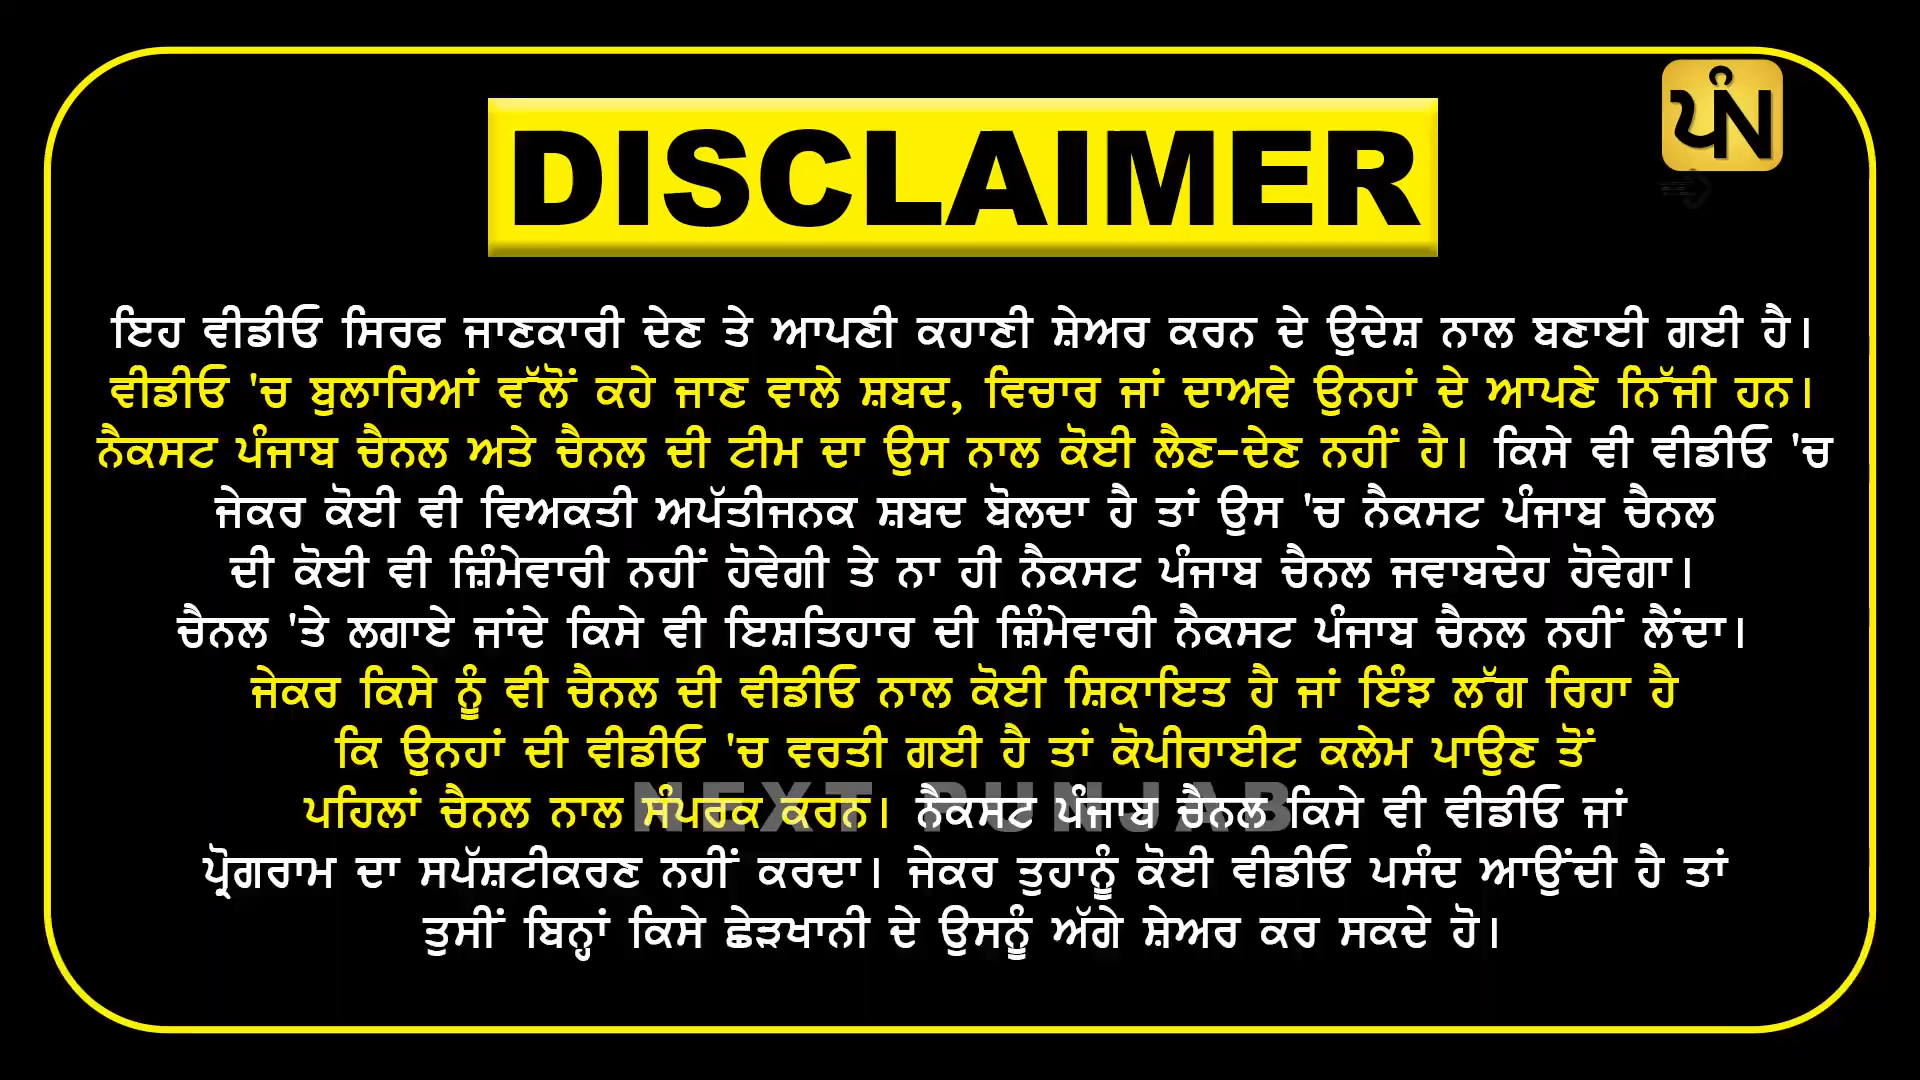 ਪੰN
DISCLAIMER
ਇਹ ਵੀਡੀਓ ਸਿਰਫ ਜਾਣਕਾਰੀ ਦੇਣ ਤੇ ਆਪਣੀ ਕਹਾਣੀ ਸ਼ੇਅਰ ਕਰਨ ਦੇ ਉਦੇਸ਼ ਨਾਲ ਬਣਾਈ ਗਈ ਹੈ।
ਵੀਡੀਓ 'ਚ ਬੁਲਾਰਿਆਂ ਵੱਲੋਂ ਕਹੇ ਜਾਣ ਵਾਲੇ ਸ਼ਬਦ, ਵਿਚਾਰ ਜਾਂ ਦਾਅਵੇ ਉਨਹਾਂ ਦੇ ਆਪਣੇ ਨਿੱਜੀ ਹਨ।
ਨੈਕਸਟ ਪੰਜਾਬ ਚੈਨਲ ਅਤੇ ਚੈਨਲ ਦੀ ਟੀਮ ਦਾ ਉਸ ਨਾਲ ਕੋਈ ਲੈਣ-ਦੇਣ ਨਹੀਂ ਹੈ। ਕਿਸੇ ਵੀ ਵੀਡੀਓ 'ਚ
ਜੇਕਰ ਕੋਈ ਵੀ ਵਿਅਕਤੀ ਅਪੱਤੀਜਨਕ ਸ਼ਬਦ ਬੋਲਦਾ ਹੈ ਤਾਂ ਉਸ 'ਚ ਨੈਕਸਟ ਪੰਜਾਬ ਚੈਨਲ
ਦੀ ਕੋਈ ਵੀ ਜ਼ਿੰਮੇਵਾਰੀ ਨਹੀਂ ਹੋਵੇਗੀ ਤੇ ਨਾ ਹੀ ਨੈਕਸਟ ਪੰਜਾਬ ਚੈਨਲ ਜਵਾਬਦੇਹ ਹੋਵੇਗਾ।
ਚੈਨਲ 'ਤੇ ਲਗਾਏ ਜਾਂਦੇ ਕਿਸੇ ਵੀ ਇਸ਼ਤਿਹਾਰ ਦੀ ਜ਼ਿੰਮੇਵਾਰੀ ਨੈਕਸਟ ਪੰਜਾਬ ਚੈਨਲ ਨਹੀਂ ਲੈਂਦਾ।
ਜੇਕਰ ਕਿਸੇ ਨੂੰ ਵੀ ਚੈਨਲ ਦੀ ਵੀਡੀਓ ਨਾਲ ਕੋਈ ਸ਼ਿਕਾਇਤ ਹੈ ਜਾਂ ਇੰਝ ਲੱਗ ਰਿਹਾ ਹੈ
ਕਿ ਉਨਹਾਂ ਦੀ ਵੀਡੀਓ 'ਚ ਵਰਤੀ ਗਈ ਹੈ ਤਾਂ ਕੋਪੀਰਾਈਟ ਕਲੇਮ ਪਾਉਣ ਤੋਂ
ਪਹਿਲਾਂ ਚੈਨਲ ਨਾਲ ਸੰਪਰਕ ਕਰਨ। ਨੈਕਸਟ ਪੰਜਾਬ ਚੈਨਲ ਕਿਸੇ ਵੀ ਵੀਡੀਓ ਜਾਂ
NEXT PUNJAB
ਪ੍ਰੋਗਰਾਮ ਦਾ ਸਪੱਸ਼ਟੀਕਰਣ ਨਹੀਂ ਕਰਦਾ। ਜੇਕਰ ਤੁਹਾਨੂੰ ਕੋਈ ਵੀਡੀਓ ਪਸੰਦ ਆਉਂਦੀ ਹੈ ਤਾਂ
ਤੁਸੀਂ ਬਿਨ੍ਹਾਂ ਕਿਸੇ ਛੇੜਖਾਨੀ ਦੇ ਉਸਨੂੰ ਅੱਗੇ ਸ਼ੇਅਰ ਕਰ ਸਕਦੇ ਹੋ।